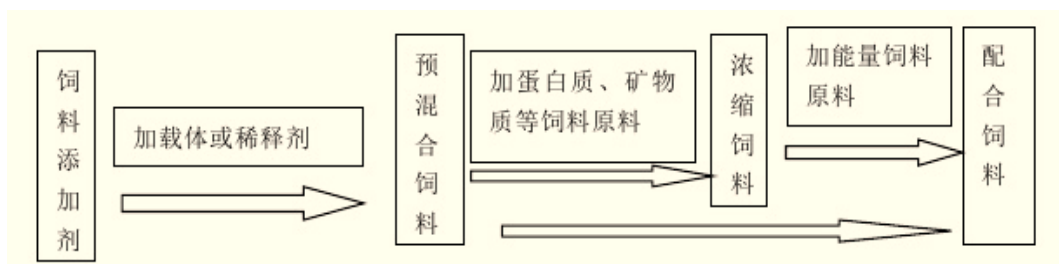 饲料添加剂
加载体或稀释剂
预混合饲料
加蛋白质、矿物
质等饲料原料
浓缩饲料
加能量饲料
原料
配合饲料